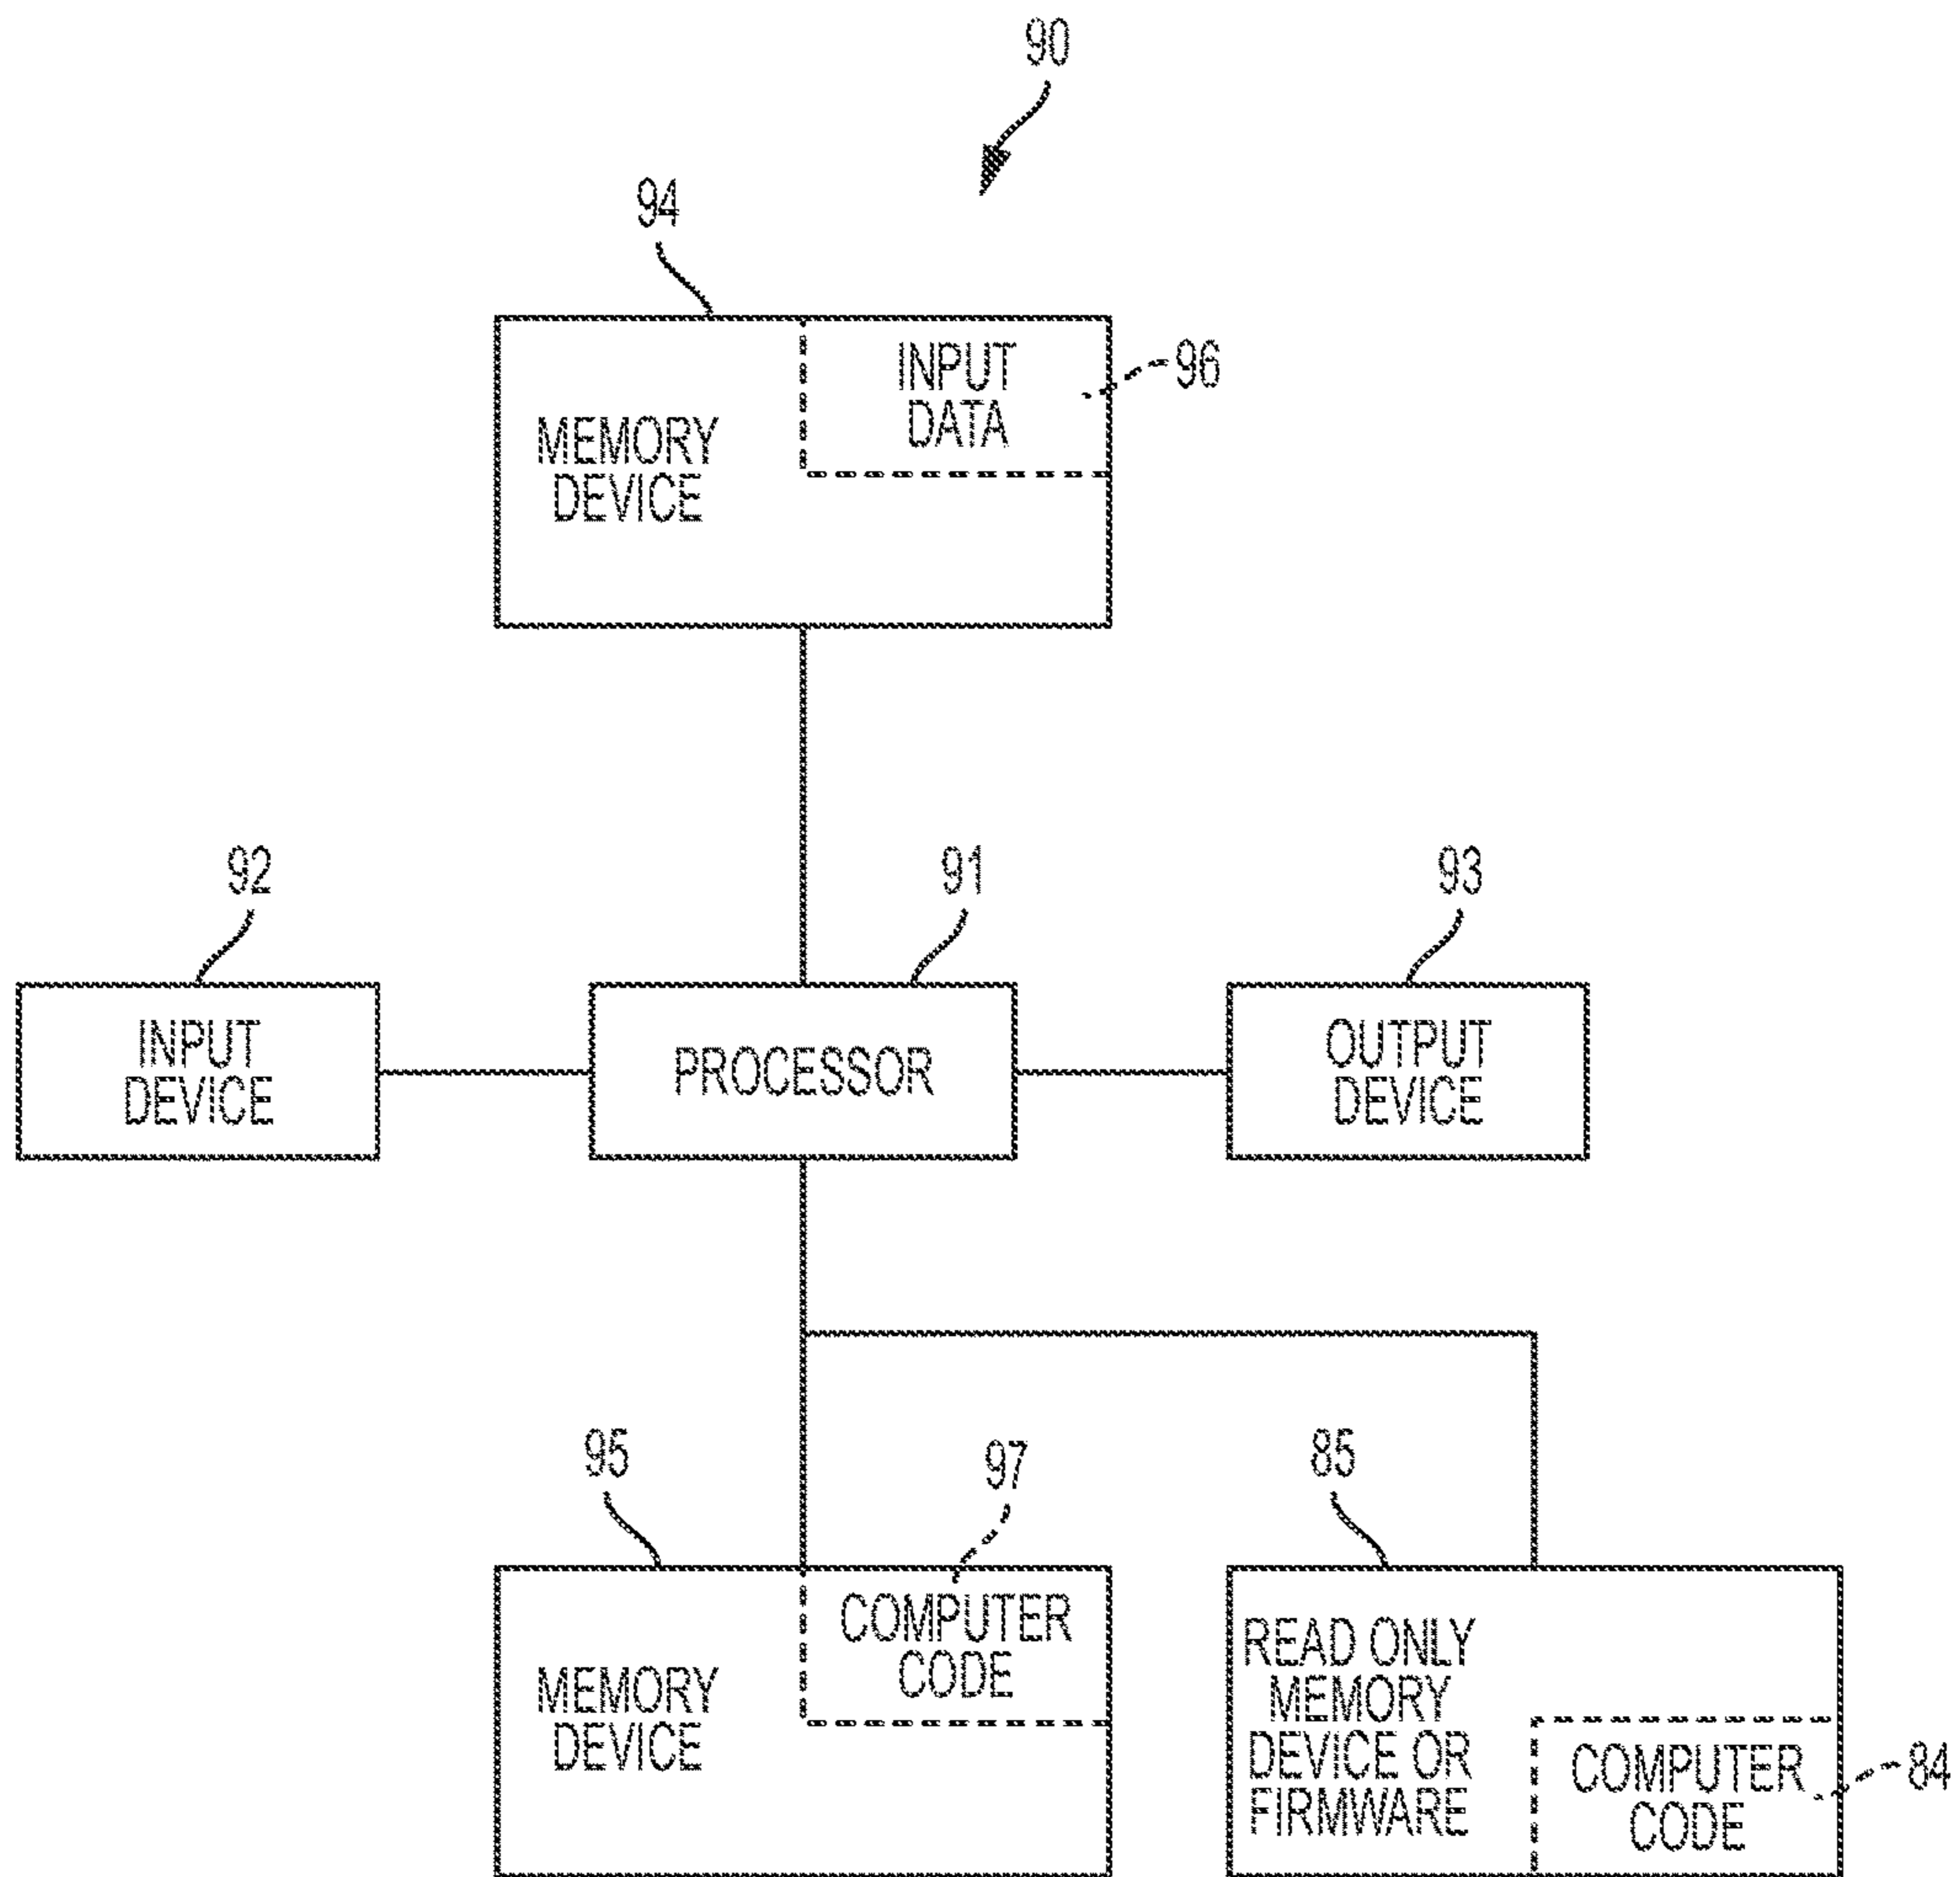 90
94
INPUT
DATA
96
MEMORY
DEVICE
92
91
93
INPUT
DEVICE
PROCESSOR
OUTPUT
DEVICE
95
97
85
COMPUTER
CODE
MEMORY
DEVICE
READ ONLY
MEMORY
DEVICE OR
FIRMWARE
COMPUTER
CODE
84